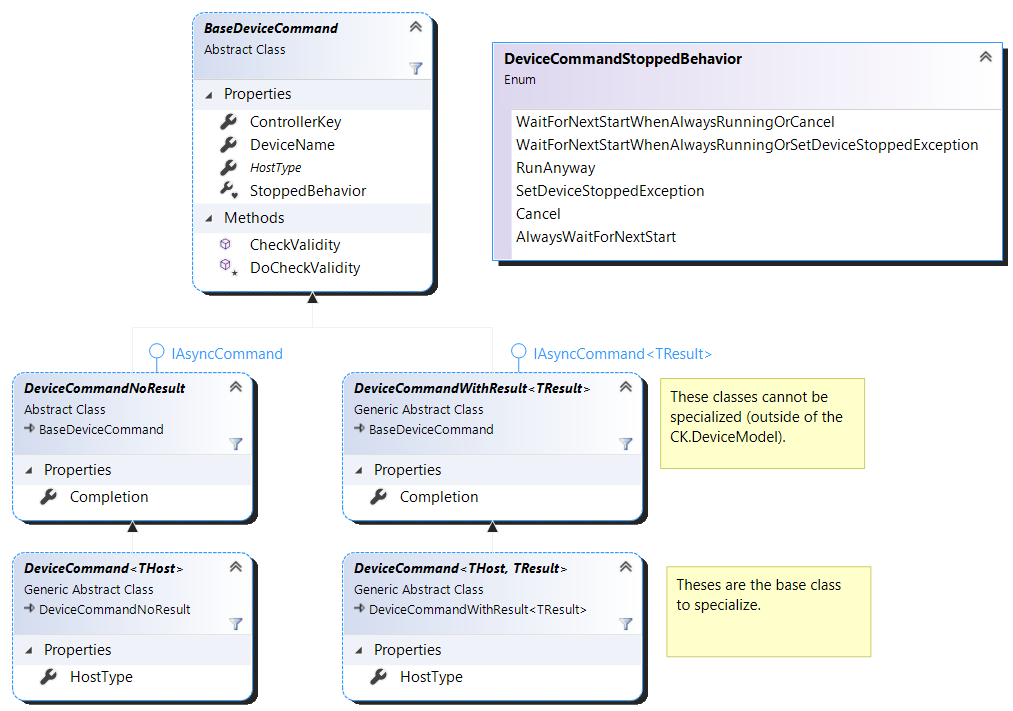 BaseDeviceCommand
Abstract Class
Properties
ControllerKey
DeviceName
HostType
StoppedBehavior
Methods
CheckValidity
DoCheckValidity
DeviceCommandStoppedBehavior
Enum
WaitForNextStartWhenAlwaysRunningOrCancel
WaitForNextStartWhenAlwaysRunningOrSetDeviceStoppedException
RunAnyway
SetDeviceStoppedException
Cancel
AlwaysWaitForNextStart
IAsyncCommand
DeviceCommandNoResult
Abstract Class
BaseDeviceCommand
Properties
Completion
IAsyncCommand<TResult>
DeviceCommandWithResult<TResult>
Generic Abstract Class
BaseDeviceCommand
Properties
Completion
These classes cannot be
specialized (outside of the
CK.DeviceModel).
DeviceCommand<THost>
Generic Abstract Class
DeviceCommandNoResult
Properties
HostType
DeviceCommand<THost, TResult>
Generic Abstract Class
DeviceCommandWithResult<TResult>
Properties
HostType
Theses are the base class
to specialize.